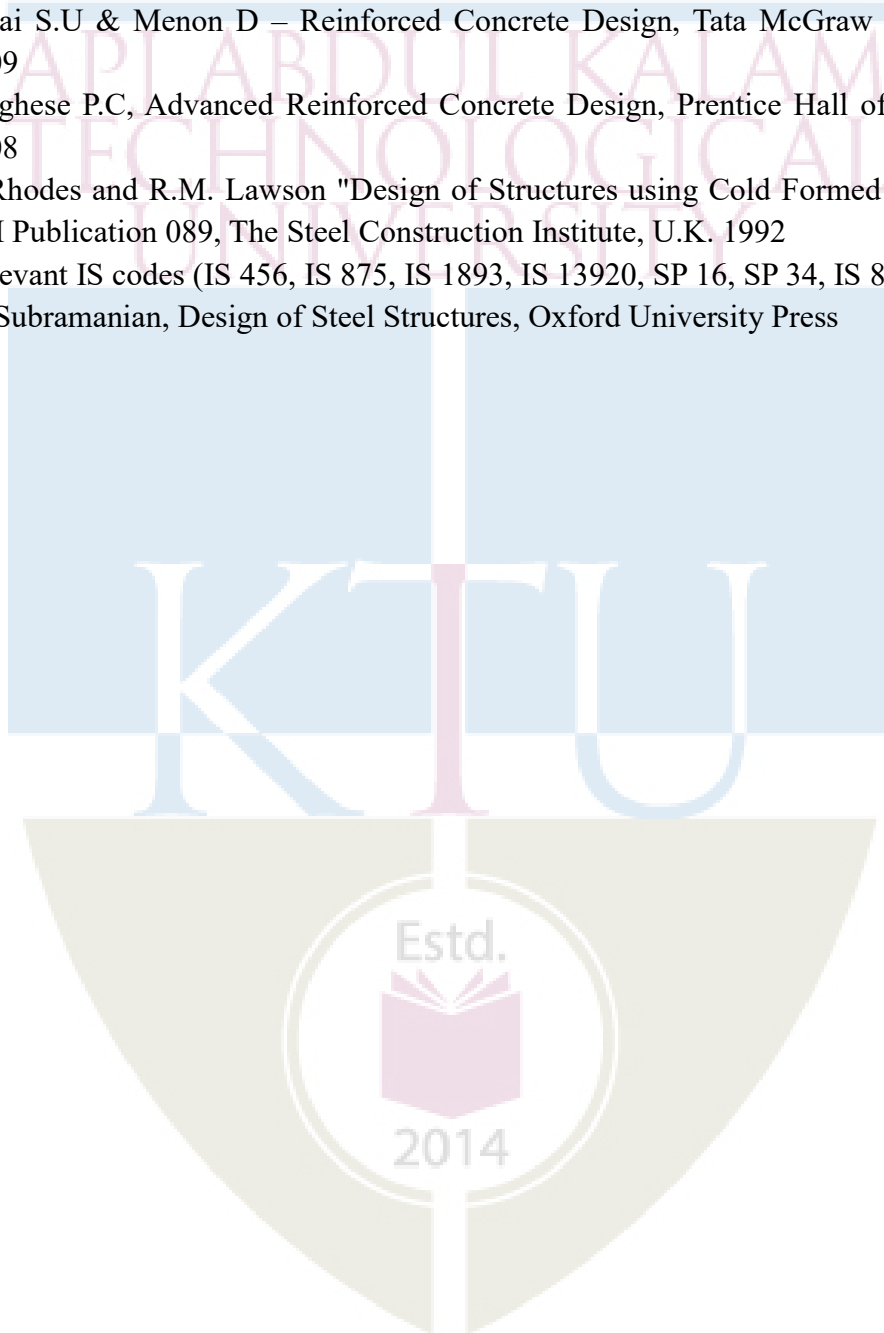 ai S.U & Menon D – Reinforced Concrete Design, Tata McGraw
09
ghese P.C, Advanced Reinforced Concrete Design, Prentice Hall of
08
Rhodes and R.M. Lawson "Design of Structures using Cold Formed
I Publication 089, The Steel Construction Institute, U.K. 1992
evant IS codes (IS 456, IS 875, IS 1893, IS 13920, SP 16, SP 34, IS 8
Subramanian, Design of Steel Structures, Oxford University Press
API ABDUL KALAM
TECHNOLOGICAL
UNIVERSITY
KTU
Estd.
2014